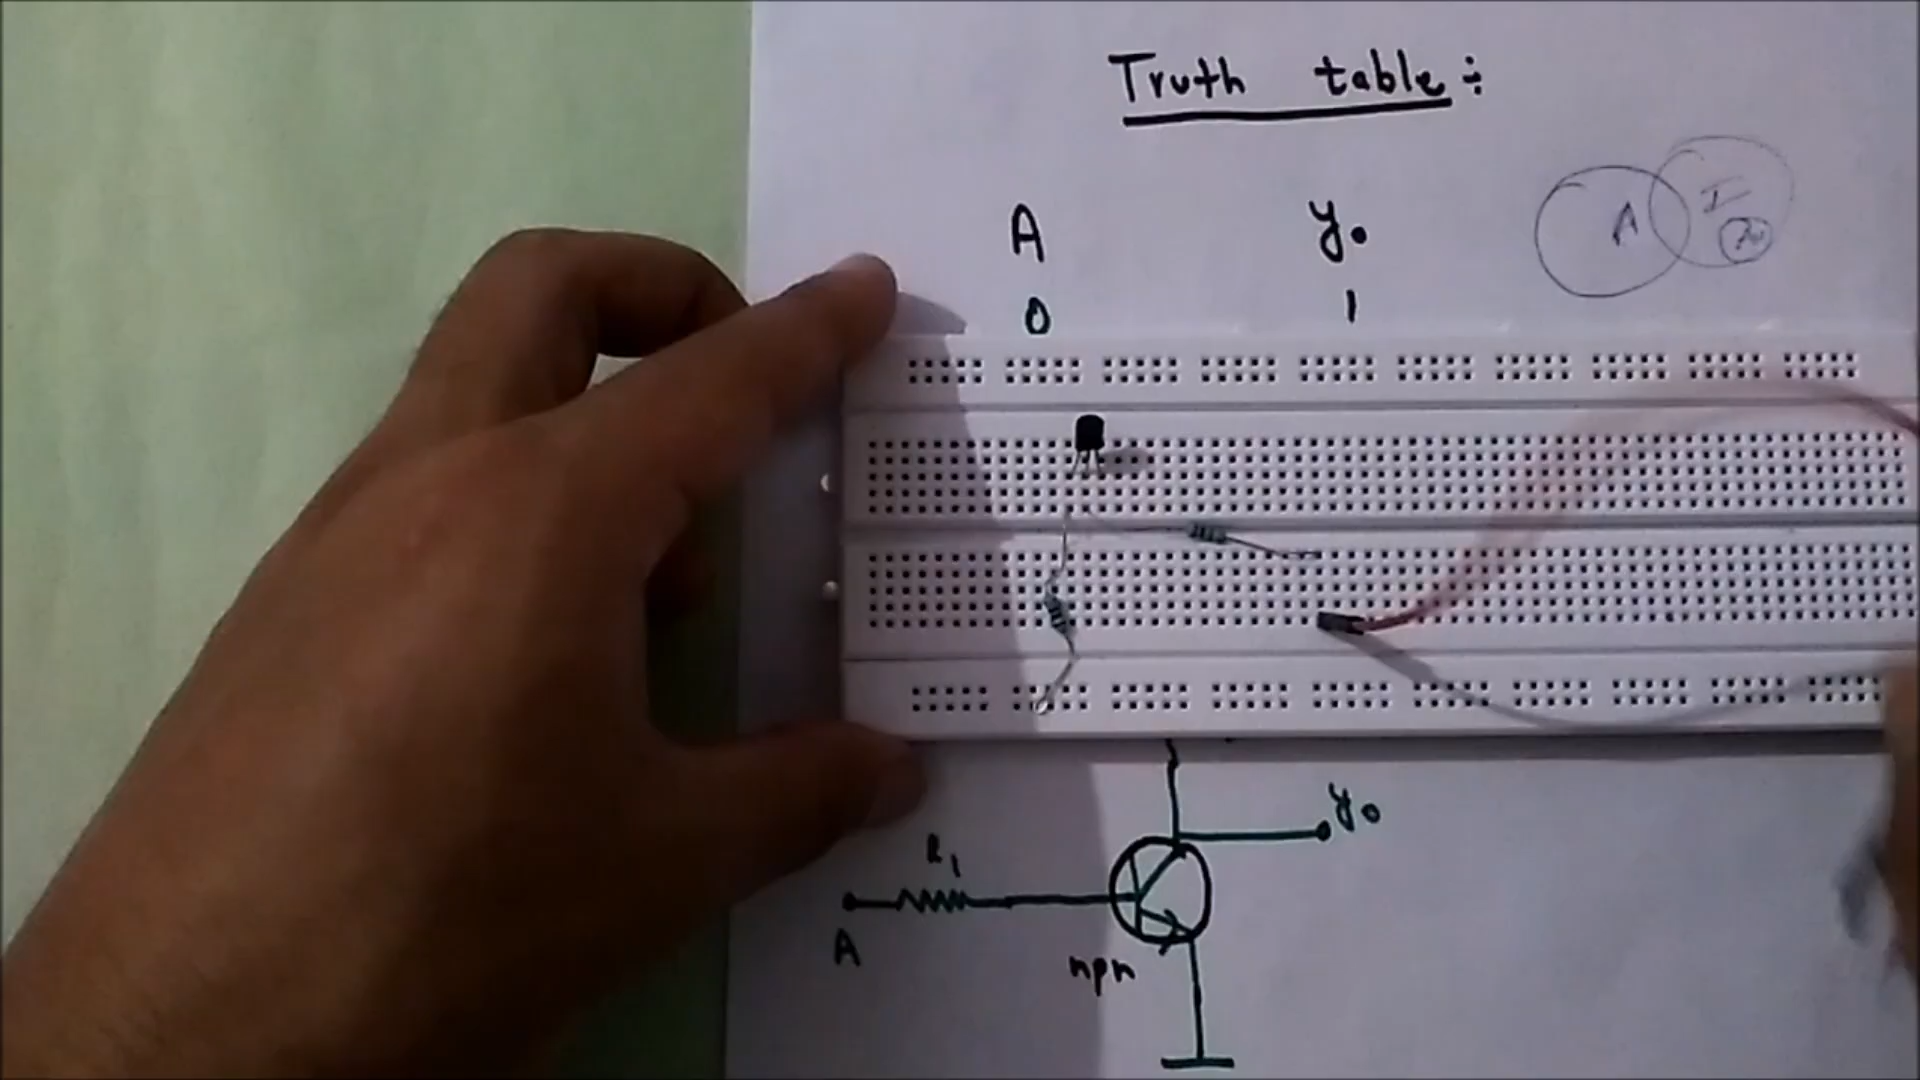 Truth table:
A y₀
A
0 1
y₀
R₁
A
npn